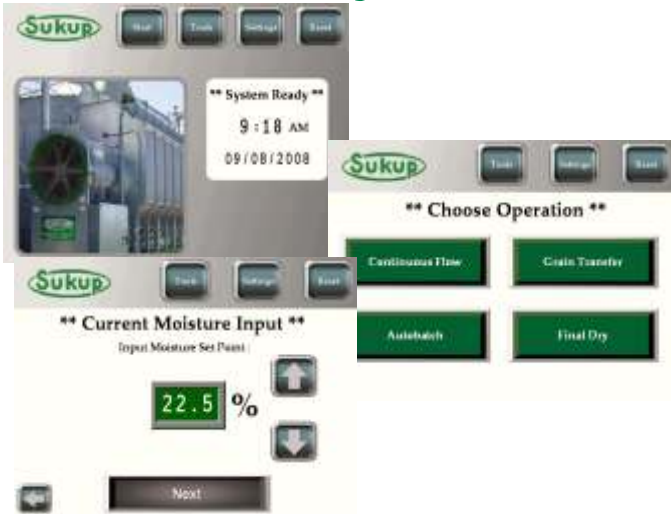 Sukup
Start Tools Settings Reset
** System Ready **
9 : 18 AM
09/08/2008
Sukup
Tools Settings Reset
** Choose Operation **
Continuous Flow Grain Transfer
Autobatch Final Dry
Sukup
Tools Settings Reset
** Current Moisture Input **
Input Moisture Set Point :
22.5 %
Next